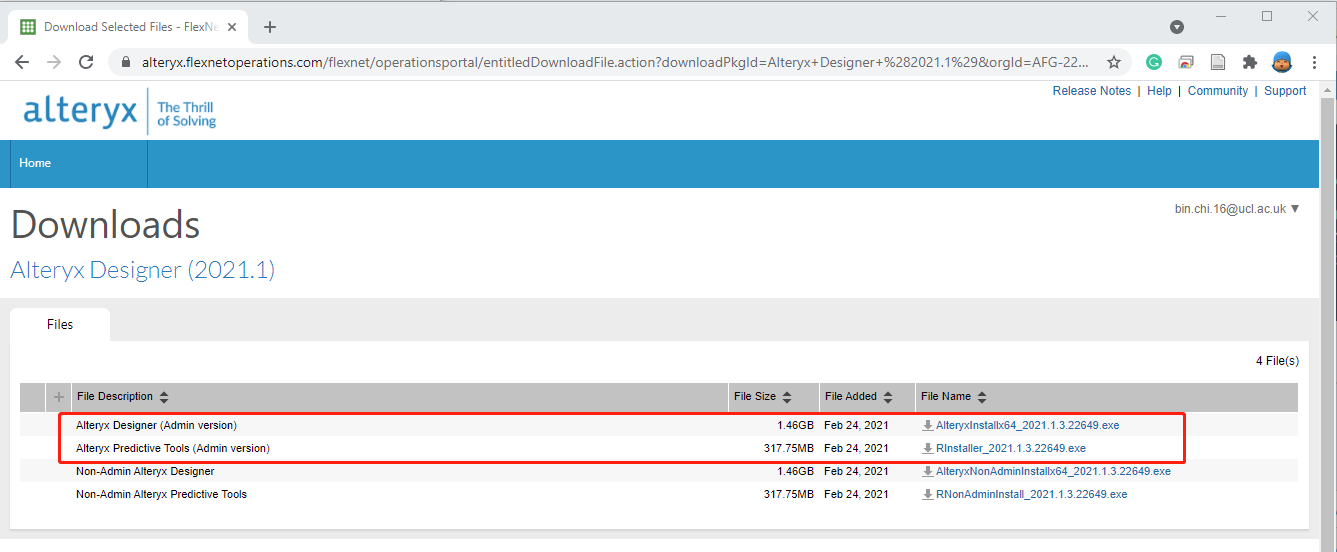 Download Selected Files - FlexNe
alteryx.flexnetoperations.com/flexnet/operationsportal/entitledDownloadFile.action?downloadPkgId=Alteryx+Designer+%282021.1%29&orgId=AFG-22...
Release Notes | Help | Community | Support
alteryx
The Thrill
of Solving
Home
Downloads
bin.chi.16@ucl.ac.uk ▼
Alteryx Designer (2021.1)
Files
4 File(s)
+ File Description File Size File Added File Name
Alteryx Designer (Admin version) 1.46GB Feb 24, 2021 AlteryxInstallx64_2021.1.3.22649.exe
Alteryx Predictive Tools (Admin version) 317.75MB Feb 24, 2021 RInstaller_2021.1.3.22649.exe
Non-Admin Alteryx Designer 1.46GB Feb 24, 2021 AlteryxNonAdminInstallx64_2021.1.3.22649.exe
Non-Admin Alteryx Predictive Tools 317.75MB Feb 24, 2021 RNonAdminInstall_2021.1.3.22649.exe